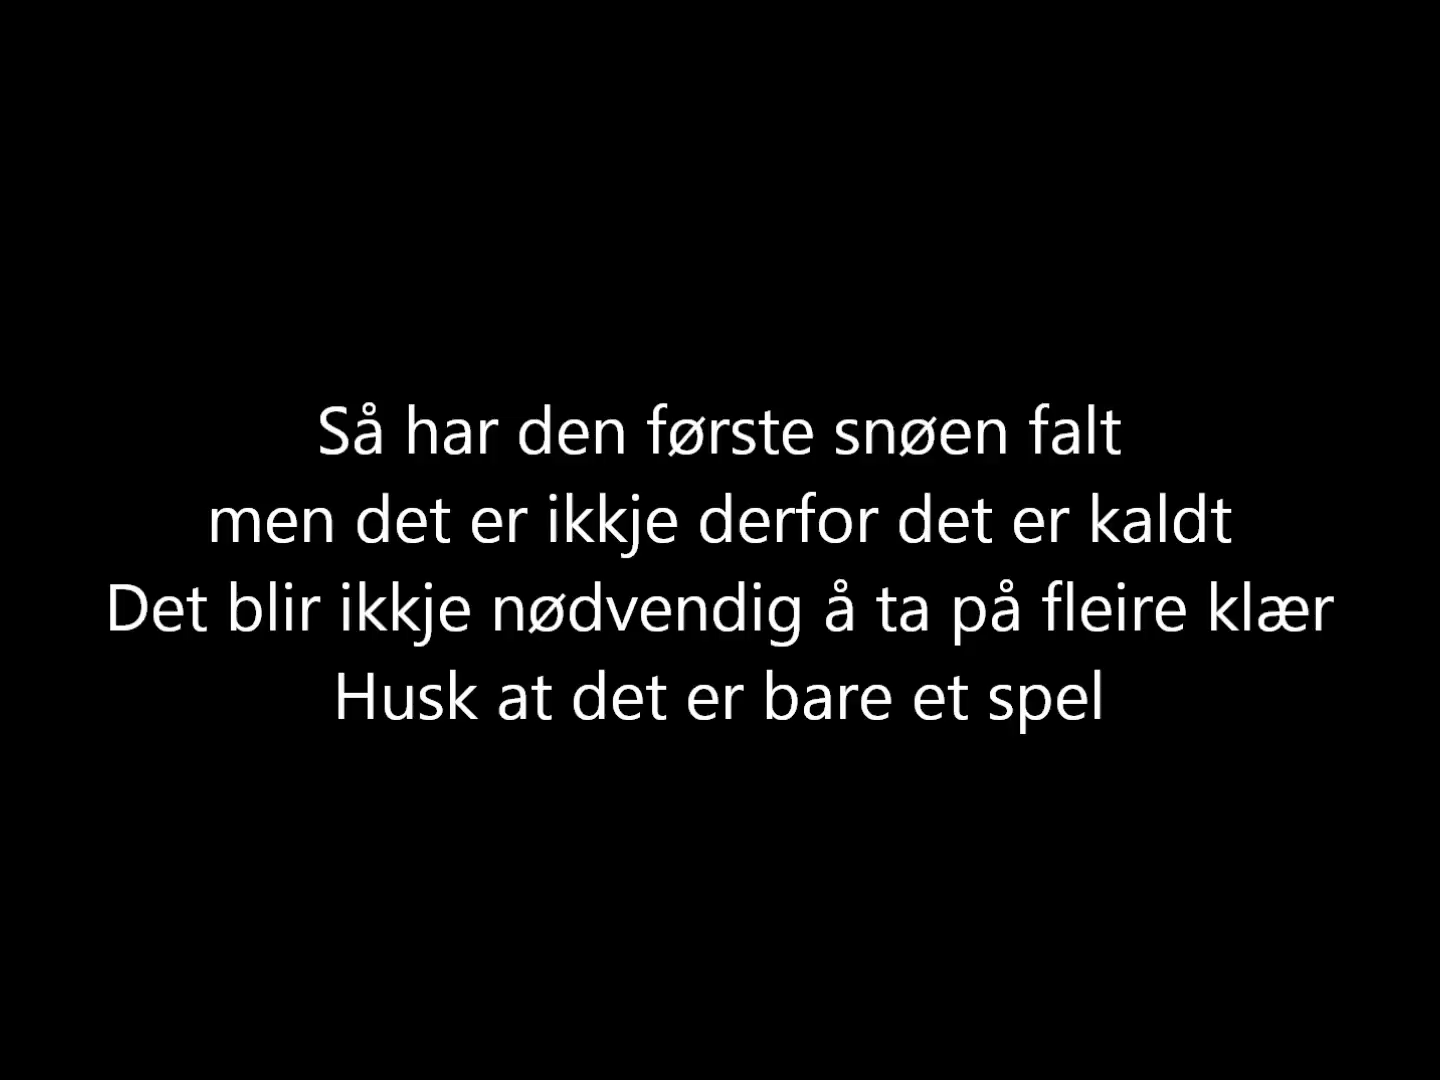 Så har den første snøen falt
men det er ikkje derfor det er kaldt
Det blir ikkje nødvendig å ta på fleire klær
Husk at det er bare et spel